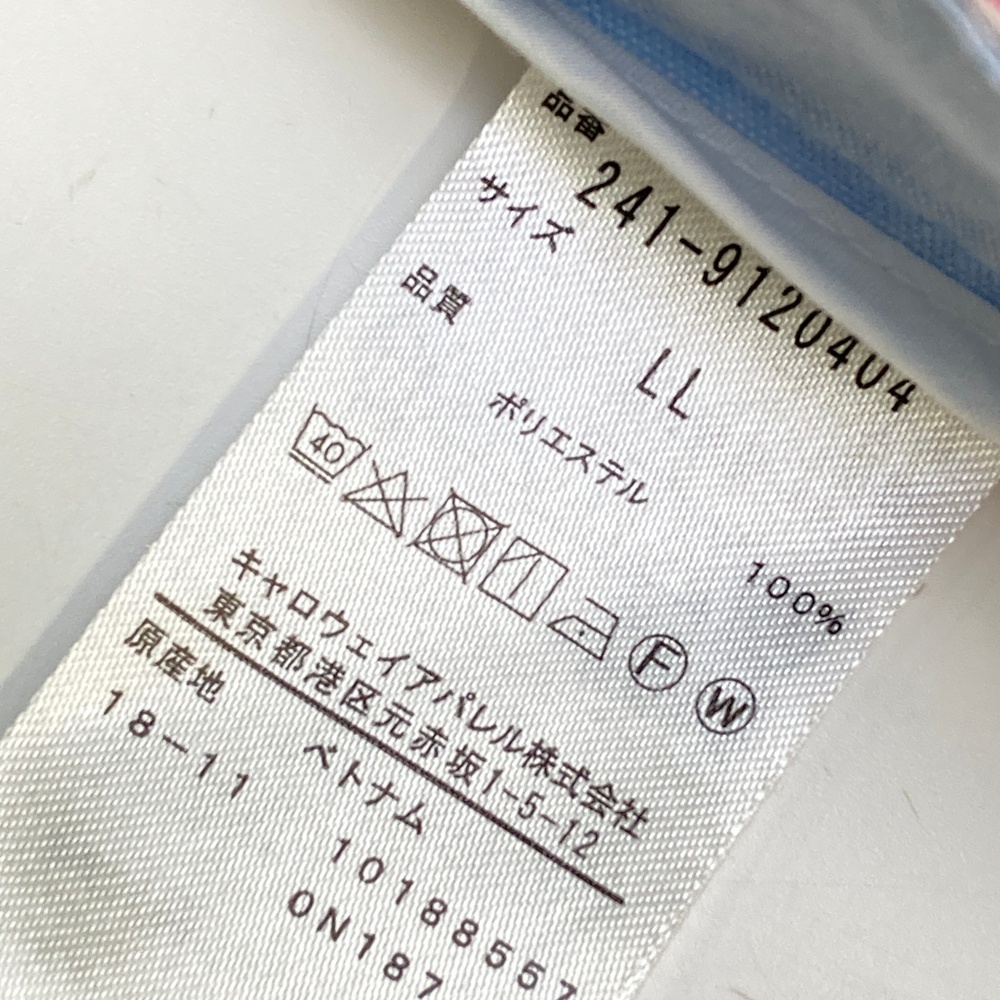 品番
241-9120404
サイズ
LL
品質
ポリエステル
100%
40
F W
キャロウェイアパレル株式会社
東京都港区元赤坂1-5-12
原産地 ベトナム
18-11 10188557
0N187